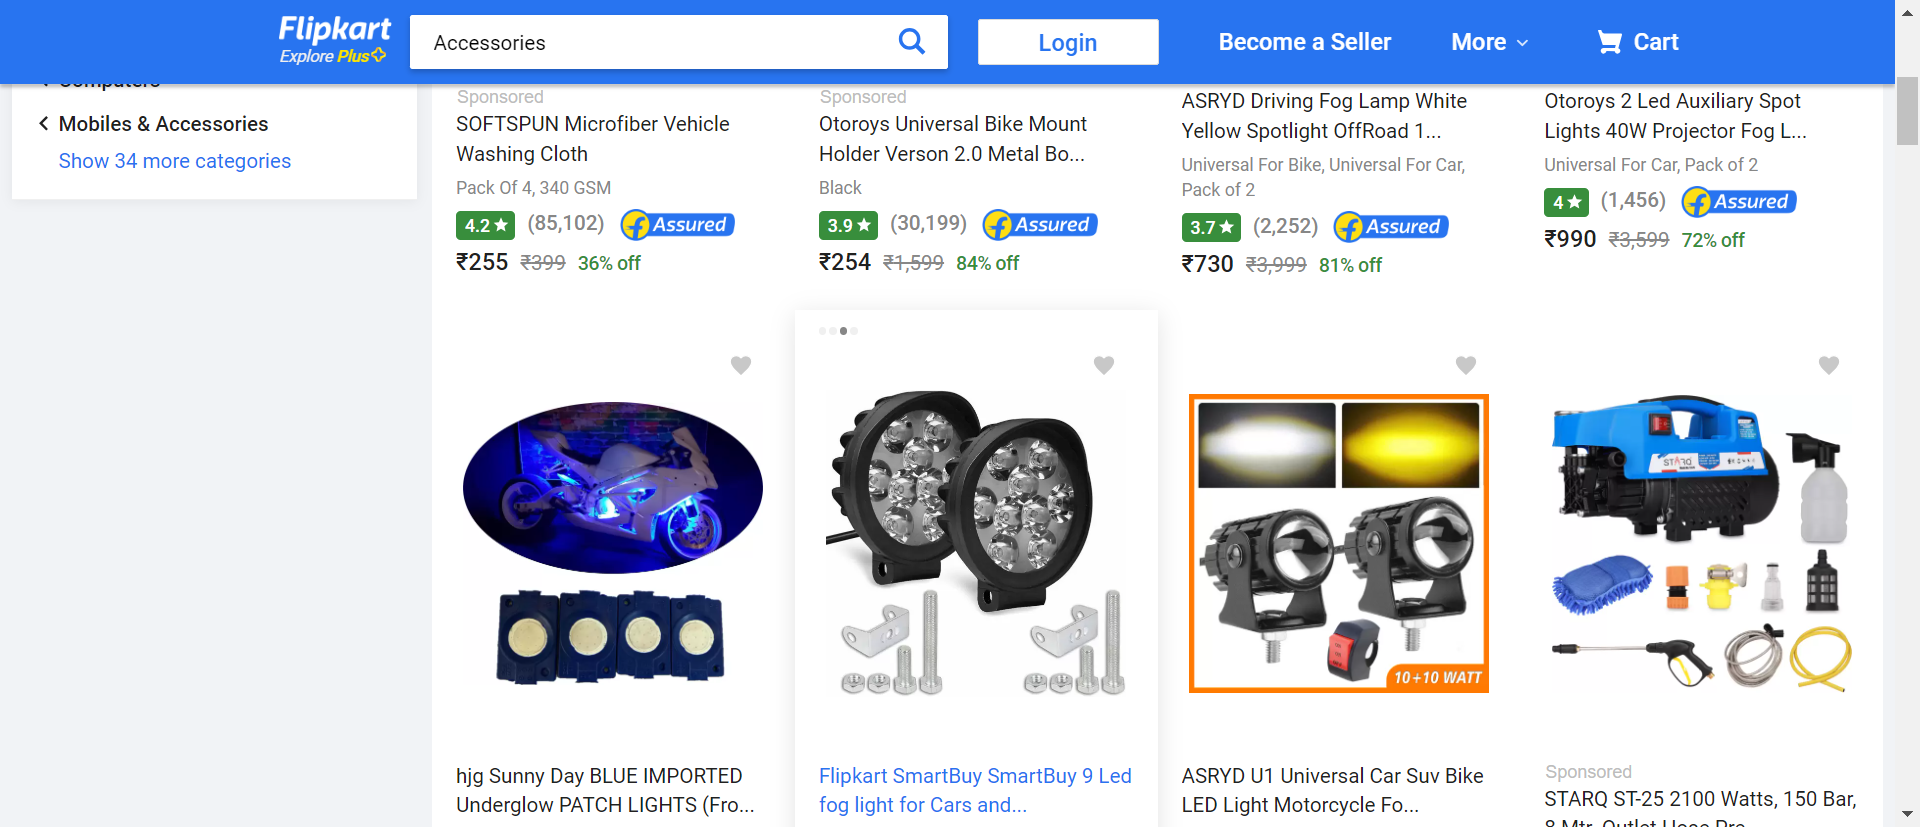 Flipkart
Explore Plus
Accessories
Login
Become a Seller
More
Cart
Computers
Mobiles & Accessories
Show 34 more categories
Sponsored
SOFTSPUN Microfiber Vehicle
Washing Cloth
Pack Of 4, 340 GSM
4.2 ★ (85,102) Assured
₹255 ₹399 36% off
Sponsored
Otoroys Universal Bike Mount
Holder Verson 2.0 Metal Bo...
Black
3.9 ★ (30,199) Assured
₹254 ₹1,599 84% off
ASRYD Driving Fog Lamp White
Yellow Spotlight OffRoad 1...
Universal For Bike, Universal For Car,
Pack of 2
3.7 ★ (2,252) Assured
₹730 ₹3,999 81% off
Otoroys 2 Led Auxiliary Spot
Lights 40W Projector Fog L...
Universal For Car, Pack of 2
4 ★ (1,456) Assured
₹990 ₹3,599 72% off
10+10 WATT
STARQ
hjg Sunny Day BLUE IMPORTED
Underglow PATCH LIGHTS (Fro...
Flipkart SmartBuy SmartBuy 9 Led
fog light for Cars and...
ASRYD U1 Universal Car Suv Bike
LED Light Motorcycle Fo...
Sponsored
STARQ ST-25 2100 Watts, 150 Bar,
8 Mtr. Outlet Hose Pre...